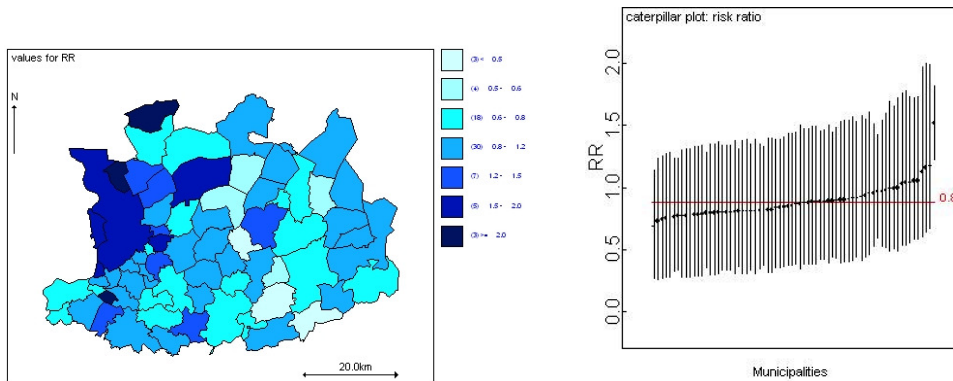 values for RR
N
(3) < 0.5
(4) 0.5 - 0.6
(18) 0.6 - 0.8
(30) 0.8 - 1.2
(7) 1.2 - 1.5
(5) 1.5 - 2.0
(3) >= 2.0
20.0km
caterpillar plot: risk ratio
RR
2.0
1.5
1.0
0.5
0.0
0.8
Municipalities